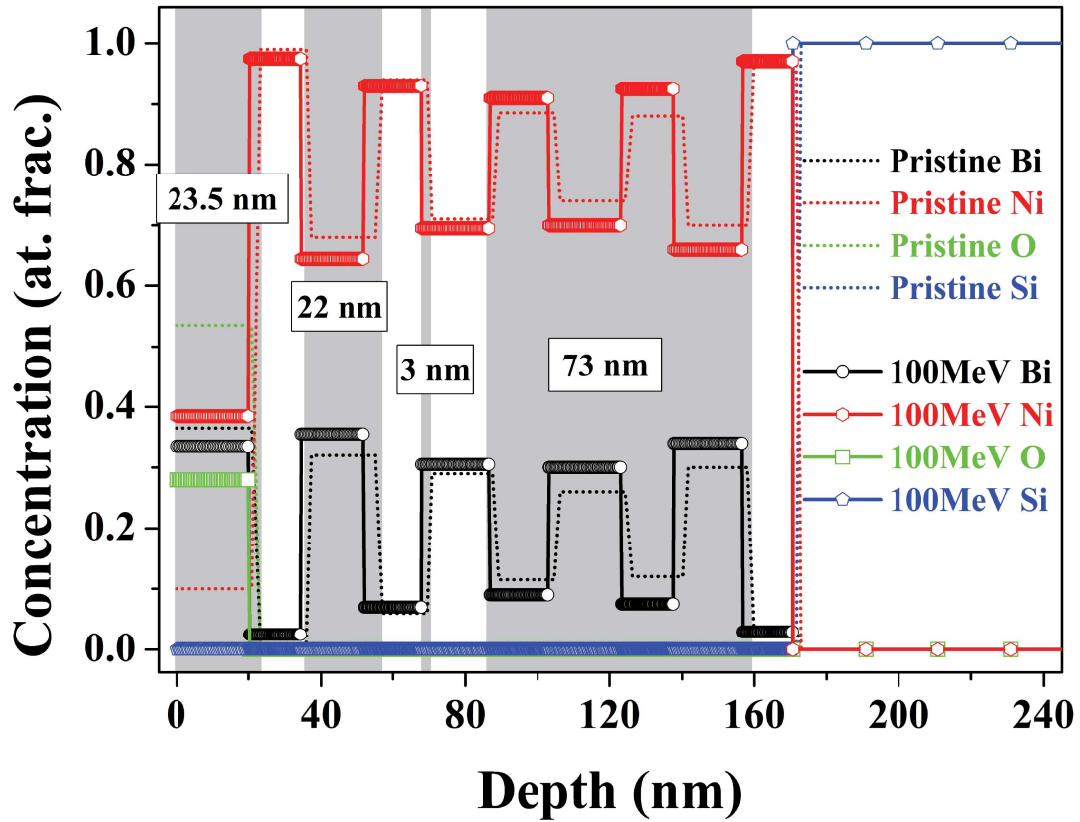 1.0
0.8
0.6
0.4
0.2
0.0
Concentration (at. frac.)
23.5 nm
22 nm
3 nm
73 nm
Pristine Bi
Pristine Ni
Pristine O
Pristine Si
100MeV Bi
100MeV Ni
100MeV O
100MeV Si
0 40 80 120 160 200 240
Depth (nm)